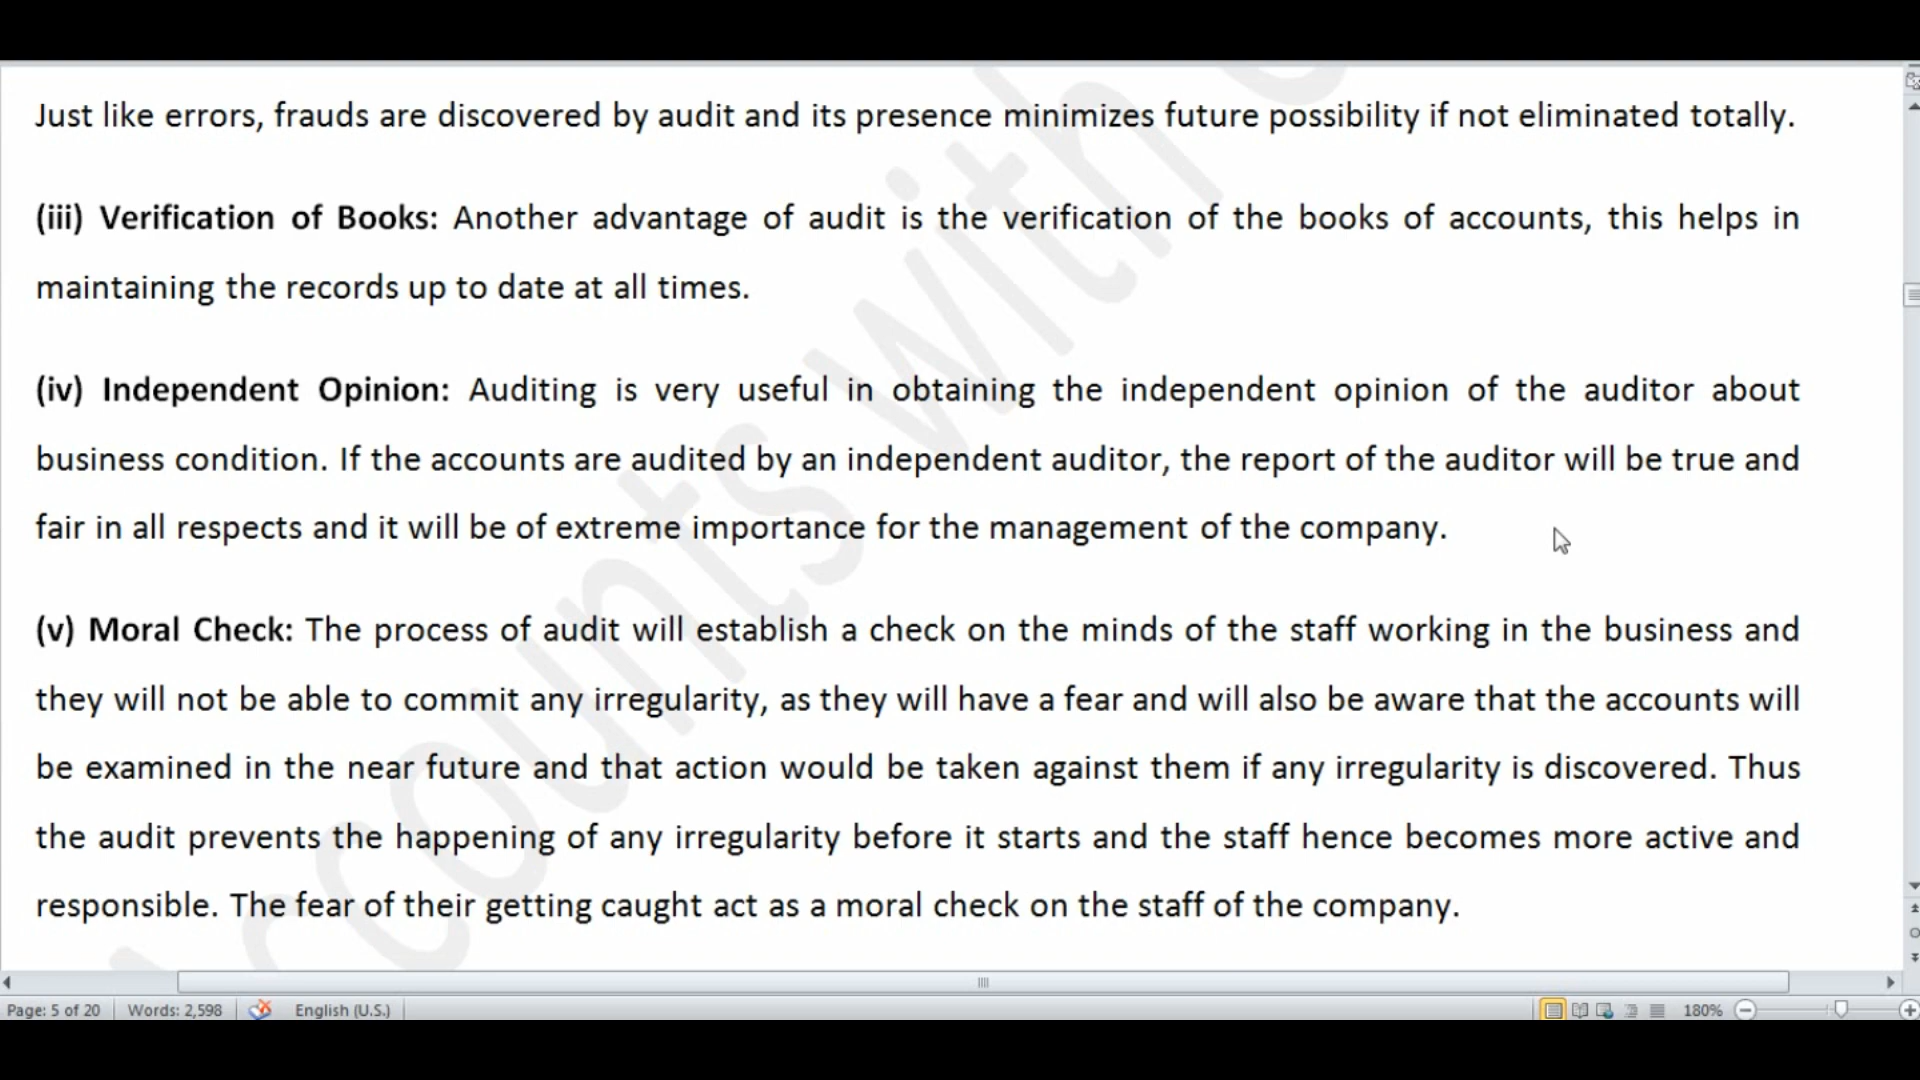 Just like errors, frauds are discovered by audit and its presence minimizes future possibility if not eliminated totally.
(iii) Verification of Books: Another advantage of audit is the verification of the books of accounts, this helps in
maintaining the records up to date at all times.
(iv) Independent Opinion: Auditing is very useful in obtaining the independent opinion of the auditor about
business condition. If the accounts are audited by an independent auditor, the report of the auditor will be true and
fair in all respects and it will be of extreme importance for the management of the company.
(v) Moral Check: The process of audit will establish a check on the minds of the staff working in the business and
they will not be able to commit any irregularity, as they will have a fear and will also be aware that the accounts will
be examined in the near future and that action would be taken against them if any irregularity is discovered. Thus
the audit prevents the happening of any irregularity before it starts and the staff hence becomes more active and
responsible. The fear of their getting caught act as a moral check on the staff of the company.
ccounts with
Page: 5 of 20 Words: 2,598 English (U.S.) 180%